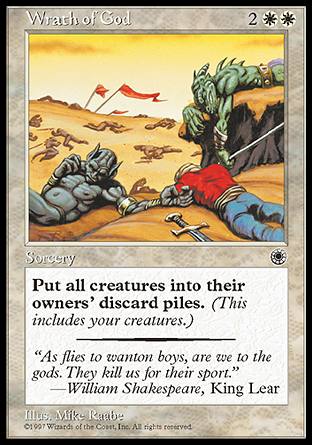 Wrath of God 2
Sorcery
Put all creatures into their
owners’ discard piles. (This
includes your creatures.)
“As flies to wanton boys, are we to the
gods. They kill us for their sport.”
—William Shakespeare, King Lear
Illus. Mike Raabe
©1997 Wizards of the Coast, Inc. All rights reserved.